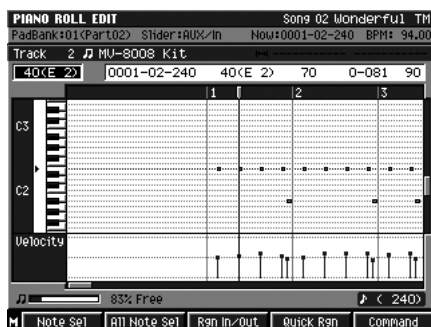 PIANO ROLL EDIT Song 02 Wonderful TM
PadBank:01(Part02) Slider:AUX/In Now:0001-02-240 BPM: 94.00
Track 2 ♫ MV-8008 Kit
40(E 2) 0001-02-240 40(E 2) 70 0-081 90
1 2 3
C3
C2
Velocity
83% Free ♪ ( 240)
M Note Sel All Note Sel Rgn In/Out Quick Rgn Command